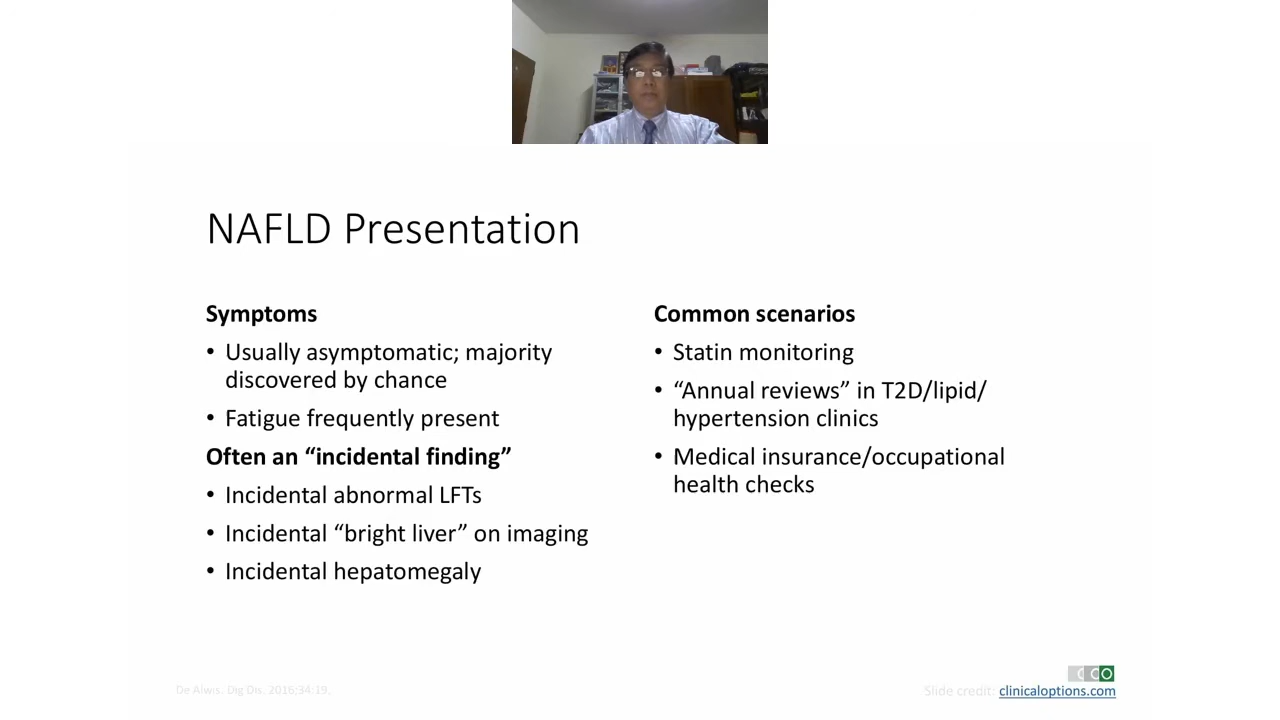 NAFLD Presentation
Symptoms
• Usually asymptomatic; majority
discovered by chance
• Fatigue frequently present
Often an “incidental finding”
• Incidental abnormal LFTs
• Incidental “bright liver” on imaging
• Incidental hepatomegaly
Common scenarios
• Statin monitoring
• “Annual reviews” in T2D/lipid/
hypertension clinics
• Medical insurance/occupational
health checks
De Alwis. Dig Dis. 2016;34:19.
CCO
Slide credit: clinicaloptions.com